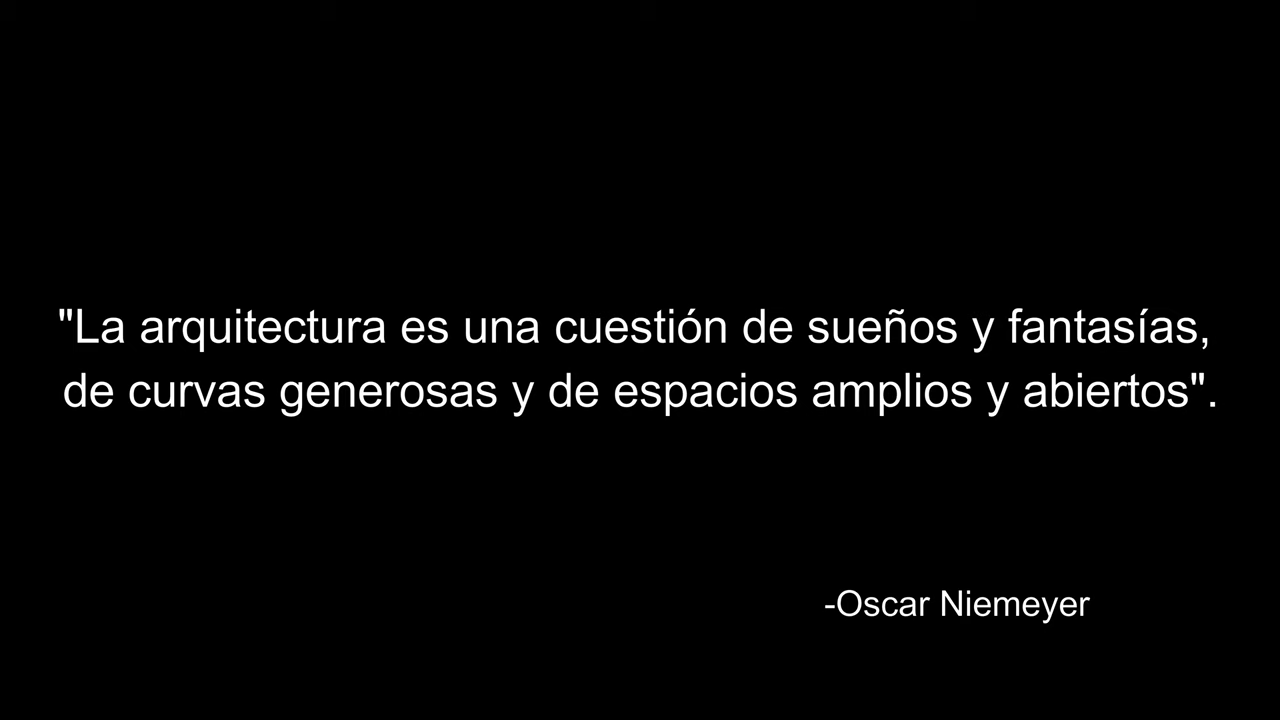 "La arquitectura es una cuestión de sueños y fantasías,
de curvas generosas y de espacios amplios y abiertos".
-Oscar Niemeyer